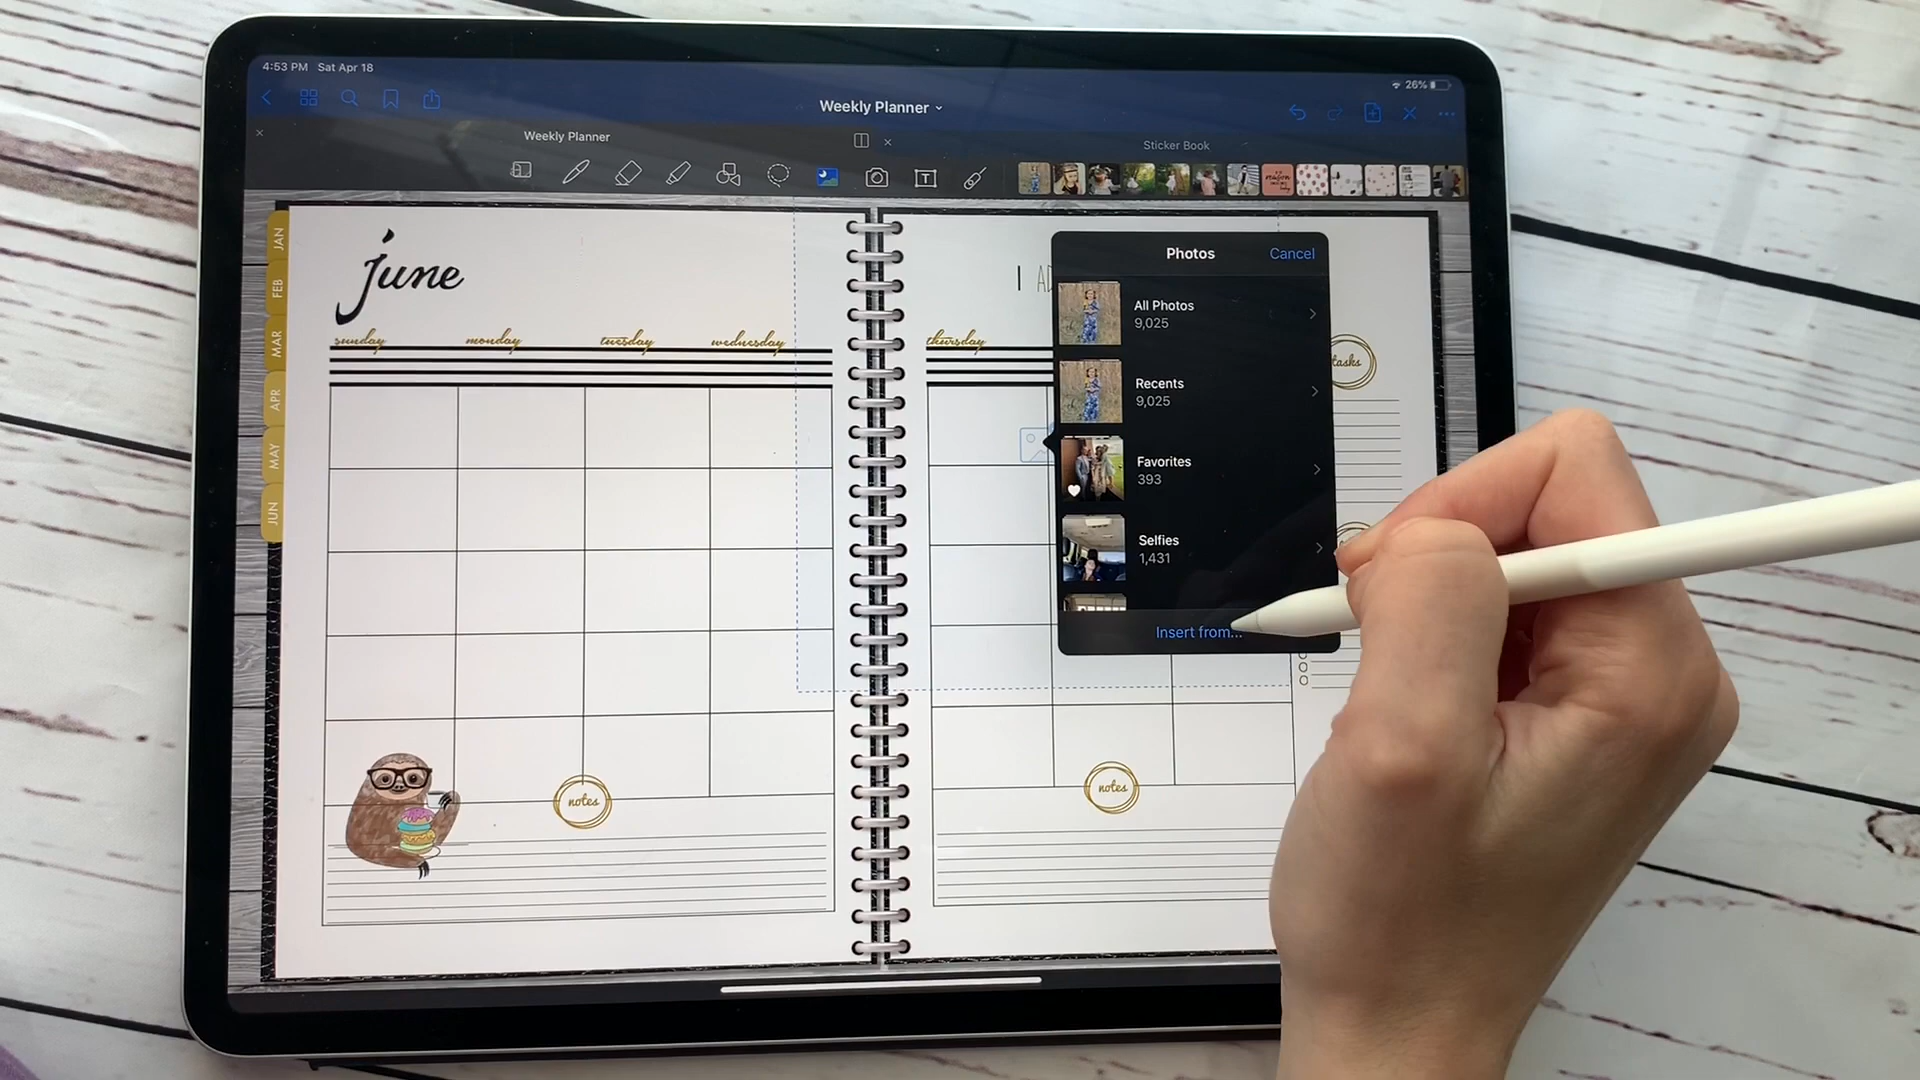 4:53 PM Sat Apr 18
26%
Weekly Planner
Weekly Planner
Sticker Book
JAN
FEB
MAR
APR
MAY
JUN
june
sunday monday tuesday wednesday
thursday
I
tasks
Photos Cancel
All Photos
9,025
Recents
9,025
Favorites
393
Selfies
1,431
Insert from...
notes
notes